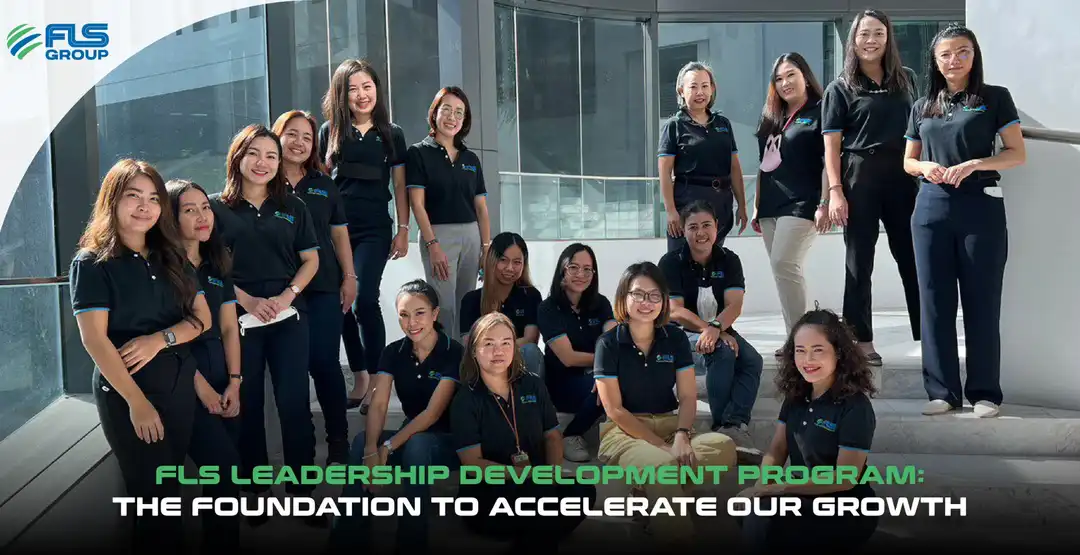 FLS
GROUP
FLS LEADERSHIP DEVELOPMENT PROGRAM:
THE FOUNDATION TO ACCELERATE OUR GROWTH